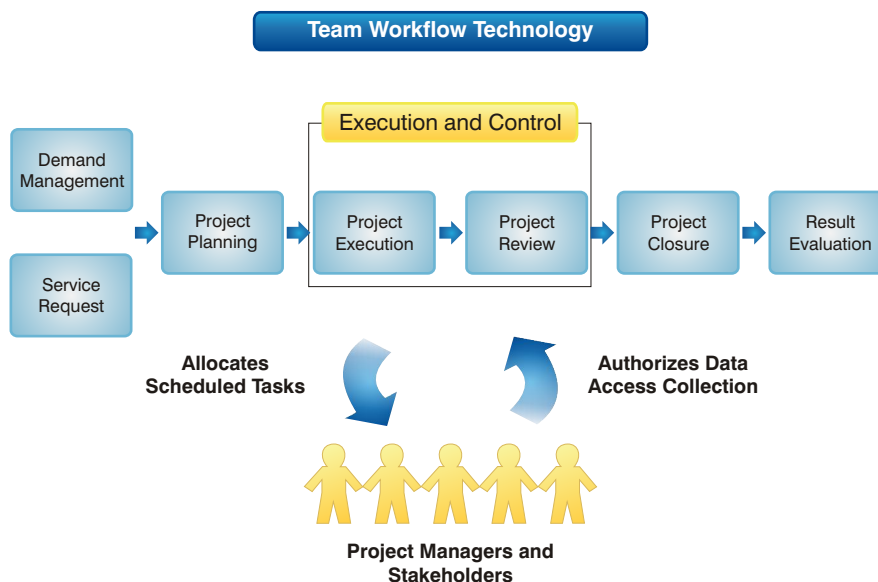 Team Workflow Technology
Execution and Control
Demand
Management
Service
Request
Project
Planning
Project
Execution
Project
Review
Project
Closure
Result
Evaluation
Allocates
Scheduled Tasks
Authorizes Data
Access Collection
Project Managers and
Stakeholders